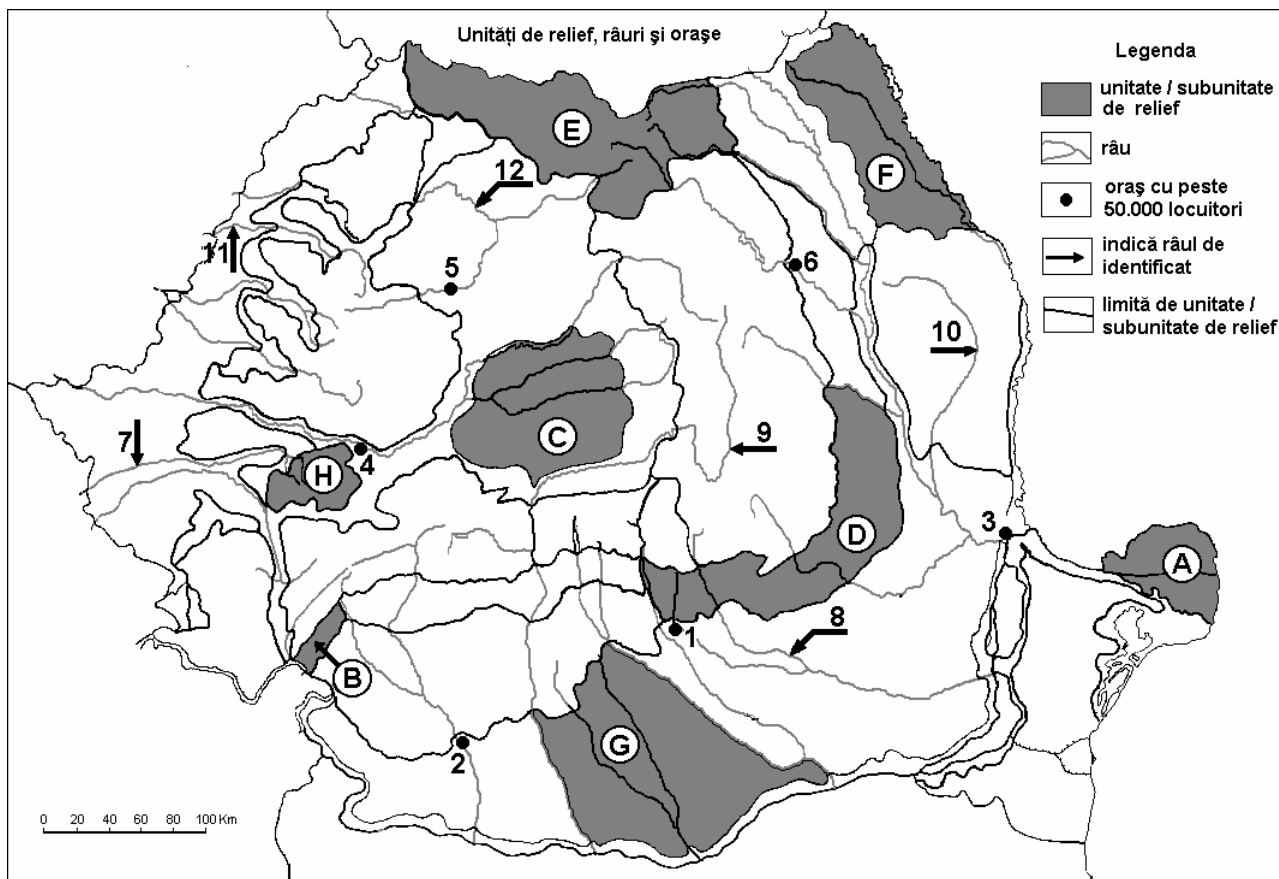 Unități de relief, râuri și orașe
Legenda
unitate / subunitate
de relief
râu
oraș cu peste
50.000 locuitori
indică râul de
identificat
limită de unitate /
subunitate de relief
E
F
12
11
5
6
10
C
9
7
4
H
D
3
A
8
1
B
G
2
0 20 40 60 80 100 Km